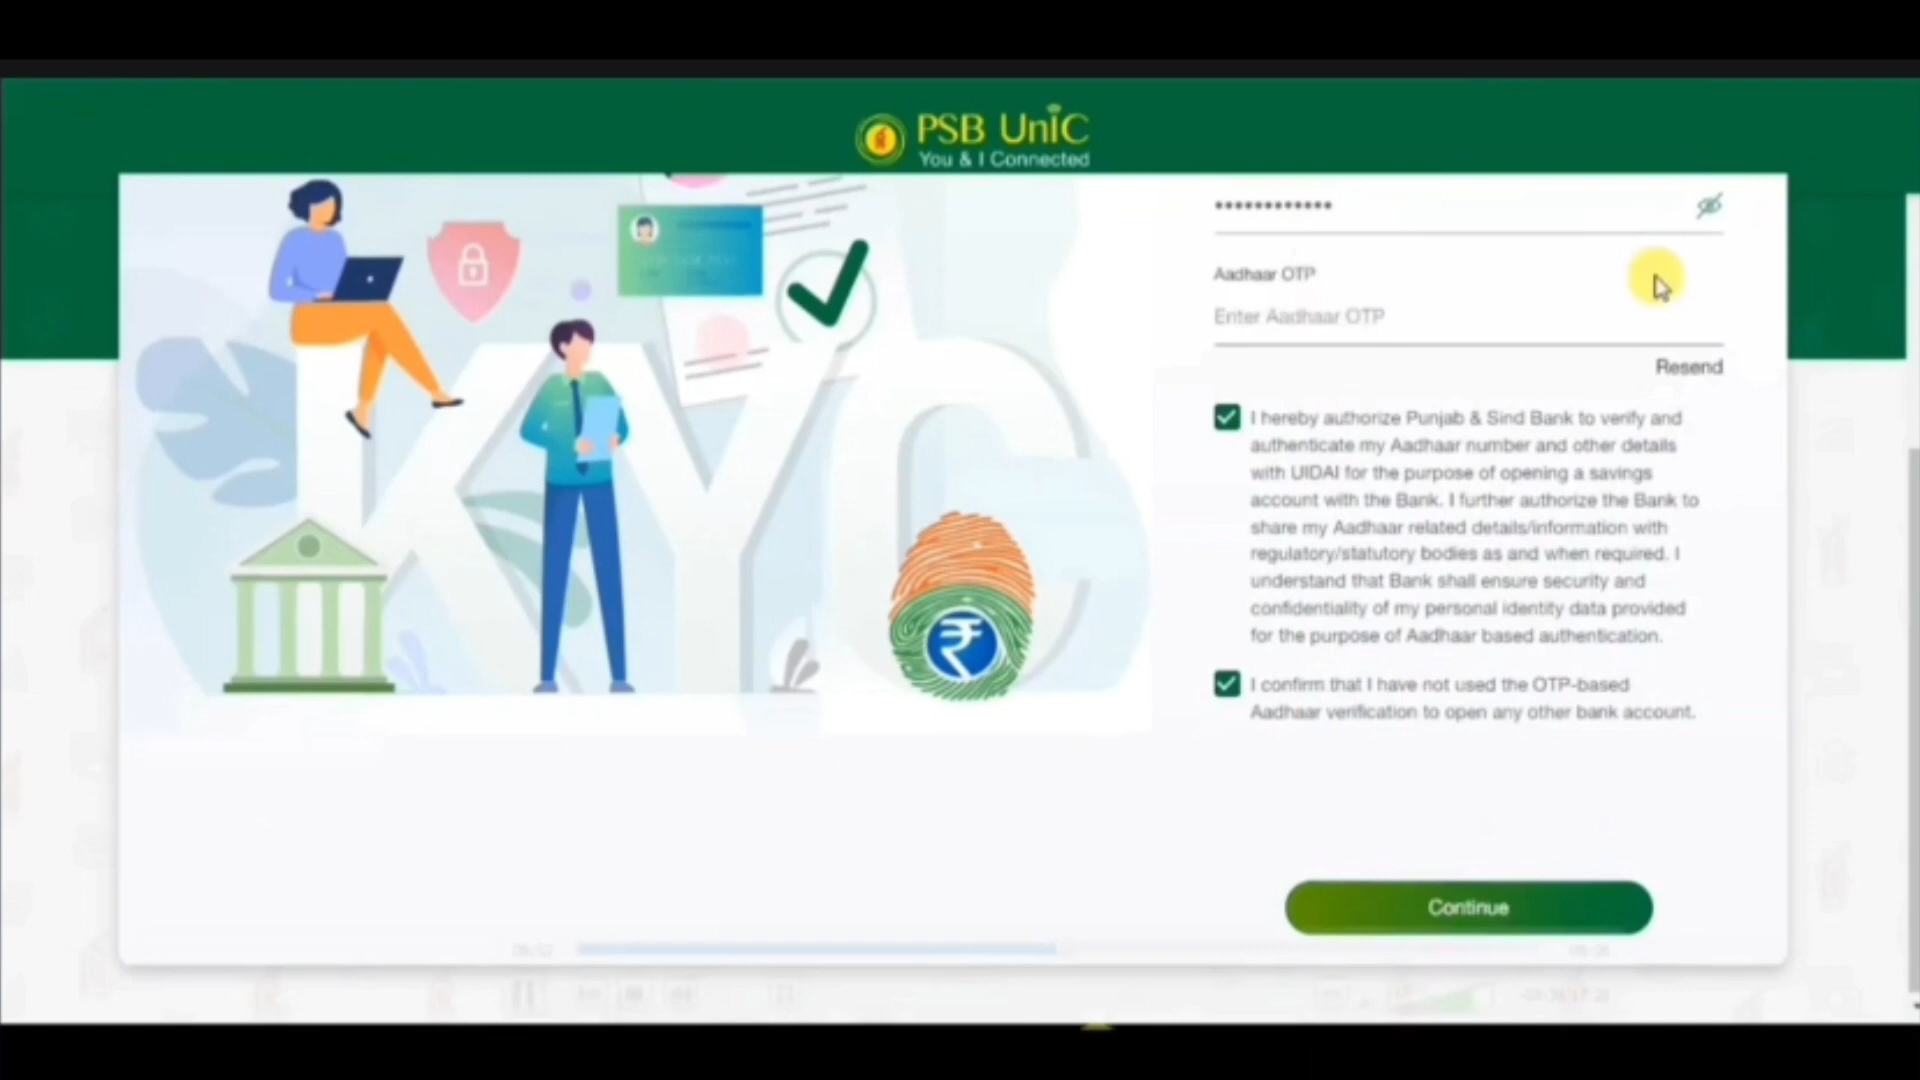 PSB UnIC
You & I Connected
••••••••••••
Aadhaar OTP
Enter Aadhaar OTP
Resend
I hereby authorize Punjab & Sind Bank to verify and
authenticate my Aadhaar number and other details
with UIDAI for the purpose of opening a savings
account with the Bank. I further authorize the Bank to
share my Aadhaar related details/information with
regulatory/statutory bodies as and when required. I
understand that Bank shall ensure security and
confidentiality of my personal identity data provided
for the purpose of Aadhaar based authentication.
I confirm that I have not used the OTP-based
Aadhaar verification to open any other bank account.
KYC
₹
Continue